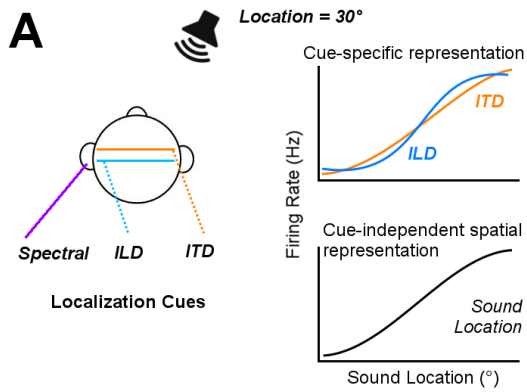 A
Location = 30°
Spectral
ILD
ITD
Localization Cues
Cue-specific representation
ITD
ILD
Firing Rate (Hz)
Cue-independent spatial
representation
Sound
Location
Sound Location (°)